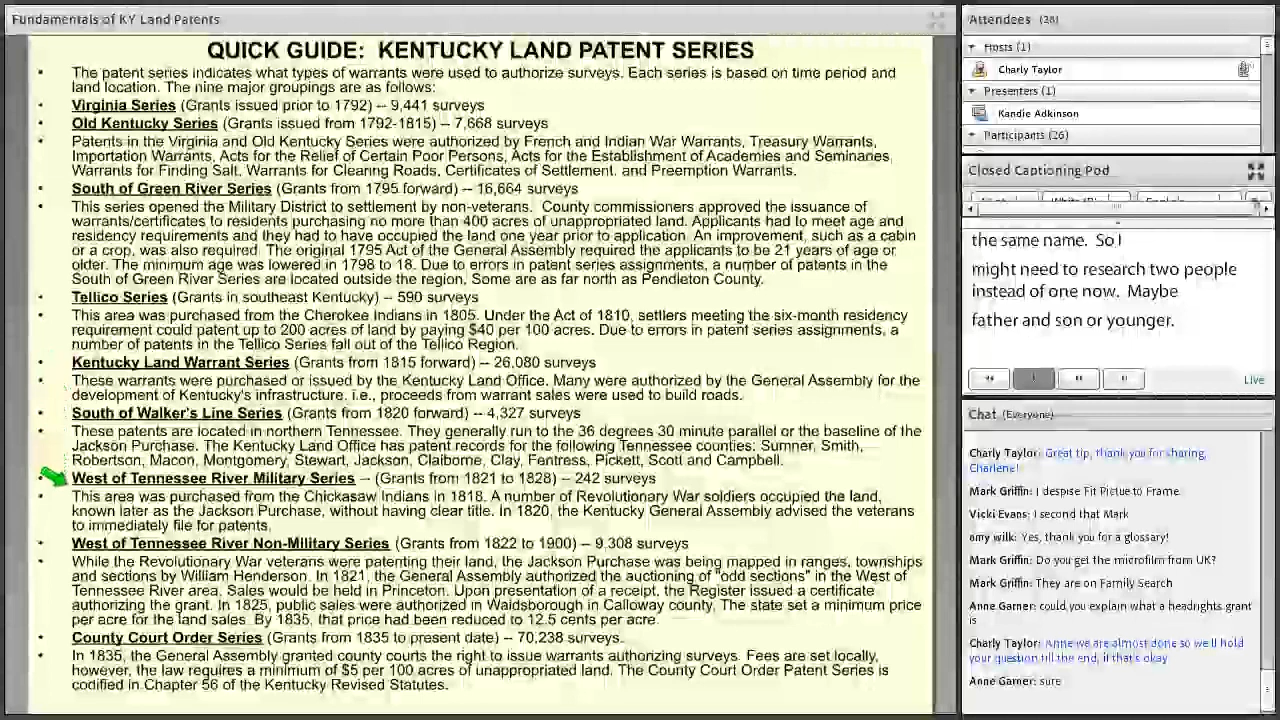 Fundamentals of KY Land Patents
QUICK GUIDE: KENTUCKY LAND PATENT SERIES
• The patent series indicates what types of warrants were used to authorize surveys. Each series is based on time period and
land location. The nine major groupings are as follows:
• Virginia Series (Grants issued prior to 1792) -- 9,441 surveys
• Old Kentucky Series (Grants issued from 1792-1815) -- 7,668 surveys
• Patents in the Virginia and Old Kentucky Series were authorized by French and Indian War Warrants, Treasury Warrants,
Importation Warrants, Acts for the Relief of Certain Poor Persons, Acts for the Establishment of Academies and Seminaries,
Warrants for Finding Salt, Warrants for Clearing Roads, Certificates of Settlement, and Preemption Warrants.
• South of Green River Series (Grants from 1795 forward) -- 16,664 surveys
• This series opened the Military District to settlement by non-veterans. County commissioners approved the issuance of
warrants/certificates to residents purchasing no more than 400 acres of unappropriated land. Applicants had to meet age and
residency requirements and they had to have occupied the land one year prior to application. An improvement, such as a cabin
or a crop, was also required. The original 1795 Act of the General Assembly required the applicants to be 21 years of age or
older. The minimum age was lowered in 1798 to 18. Due to errors in patent series assignments, a number of patents in the
South of Green River Series are located outside the region. Some are as far north as Pendleton County.
• Tellico Series (Grants in southeast Kentucky) -- 590 surveys
• This area was purchased from the Cherokee Indians in 1805. Under the Act of 1810, settlers meeting the six-month residency
requirement could patent up to 200 acres of land by paying $40 per 100 acres. Due to errors in patent series assignments, a
number of patents in the Tellico Series fall out of the Tellico Region.
• Kentucky Land Warrant Series (Grants from 1815 forward) -- 26,080 surveys
• These warrants were purchased or issued by the Kentucky Land Office. Many were authorized by the General Assembly for the
development of Kentucky's infrastructure, i.e., proceeds from warrant sales were used to build roads.
• South of Walker's Line Series (Grants from 1820 forward) -- 4,327 surveys
• These patents are located in northern Tennessee. They generally run to the 36 degrees 30 minute parallel or the baseline of the
Jackson Purchase. The Kentucky Land Office has patent records for the following Tennessee counties: Sumner, Smith,
Robertson, Macon, Montgomery, Stewart, Jackson, Claiborne, Clay, Fentress, Pickett, Scott and Campbell.
• West of Tennessee River Military Series -- (Grants from 1821 to 1828) -- 242 surveys
• This area was purchased from the Chickasaw Indians in 1818. A number of Revolutionary War soldiers occupied the land,
known later as the Jackson Purchase, without having clear title. In 1820, the Kentucky General Assembly advised the veterans
to immediately file for patents.
• West of Tennessee River Non-Military Series (Grants from 1822 to 1900) -- 9,308 surveys
• While the Revolutionary War veterans were patenting their land, the Jackson Purchase was being mapped in ranges, townships
and sections by William Henderson. In 1821, the General Assembly authorized the auctioning of "odd sections" in the West of
Tennessee River area. Sales would be held in Princeton. Upon presentation of a receipt, the Register issued a certificate
authorizing the grant. In 1825, public sales were authorized in Waidsborough in Calloway county. The state set a minimum price
per acre for the land sales. By 1835, that price had been reduced to 12.5 cents per acre.
• County Court Order Series (Grants from 1835 to present date) -- 70,238 surveys.
• In 1835, the General Assembly granted county courts the right to issue warrants authorizing surveys. Fees are set locally,
however, the law requires a minimum of $5 per 100 acres of unappropriated land. The County Court Order Patent Series is
codified in Chapter 56 of the Kentucky Revised Statutes.
Attendees (28)
Hosts (1)
Charly Taylor
Presenters (1)
Kandie Adkinson
Participants (26)
Closed Captioning Pod
the same name. So I
might need to research two people
instead of one now. Maybe
father and son or younger.
Live
Chat (Everyone)
Charly Taylor: Great tip, thank you for sharing,
Charlene!
Mark Griffin: I despise Fit Pictue to Frame
Vicki Evans: I second that Mark
amy wilk: Yes, thank you for a glossary!
Mark Griffin: Do you get the microfilm from UK?
Mark Griffin: They are on Family Search
Anne Garner: could you explain what a headrights grant
is
Charly Taylor: Anne we are almost done so we'll hold
your question till the end, if that's okay
Anne Garner: sure